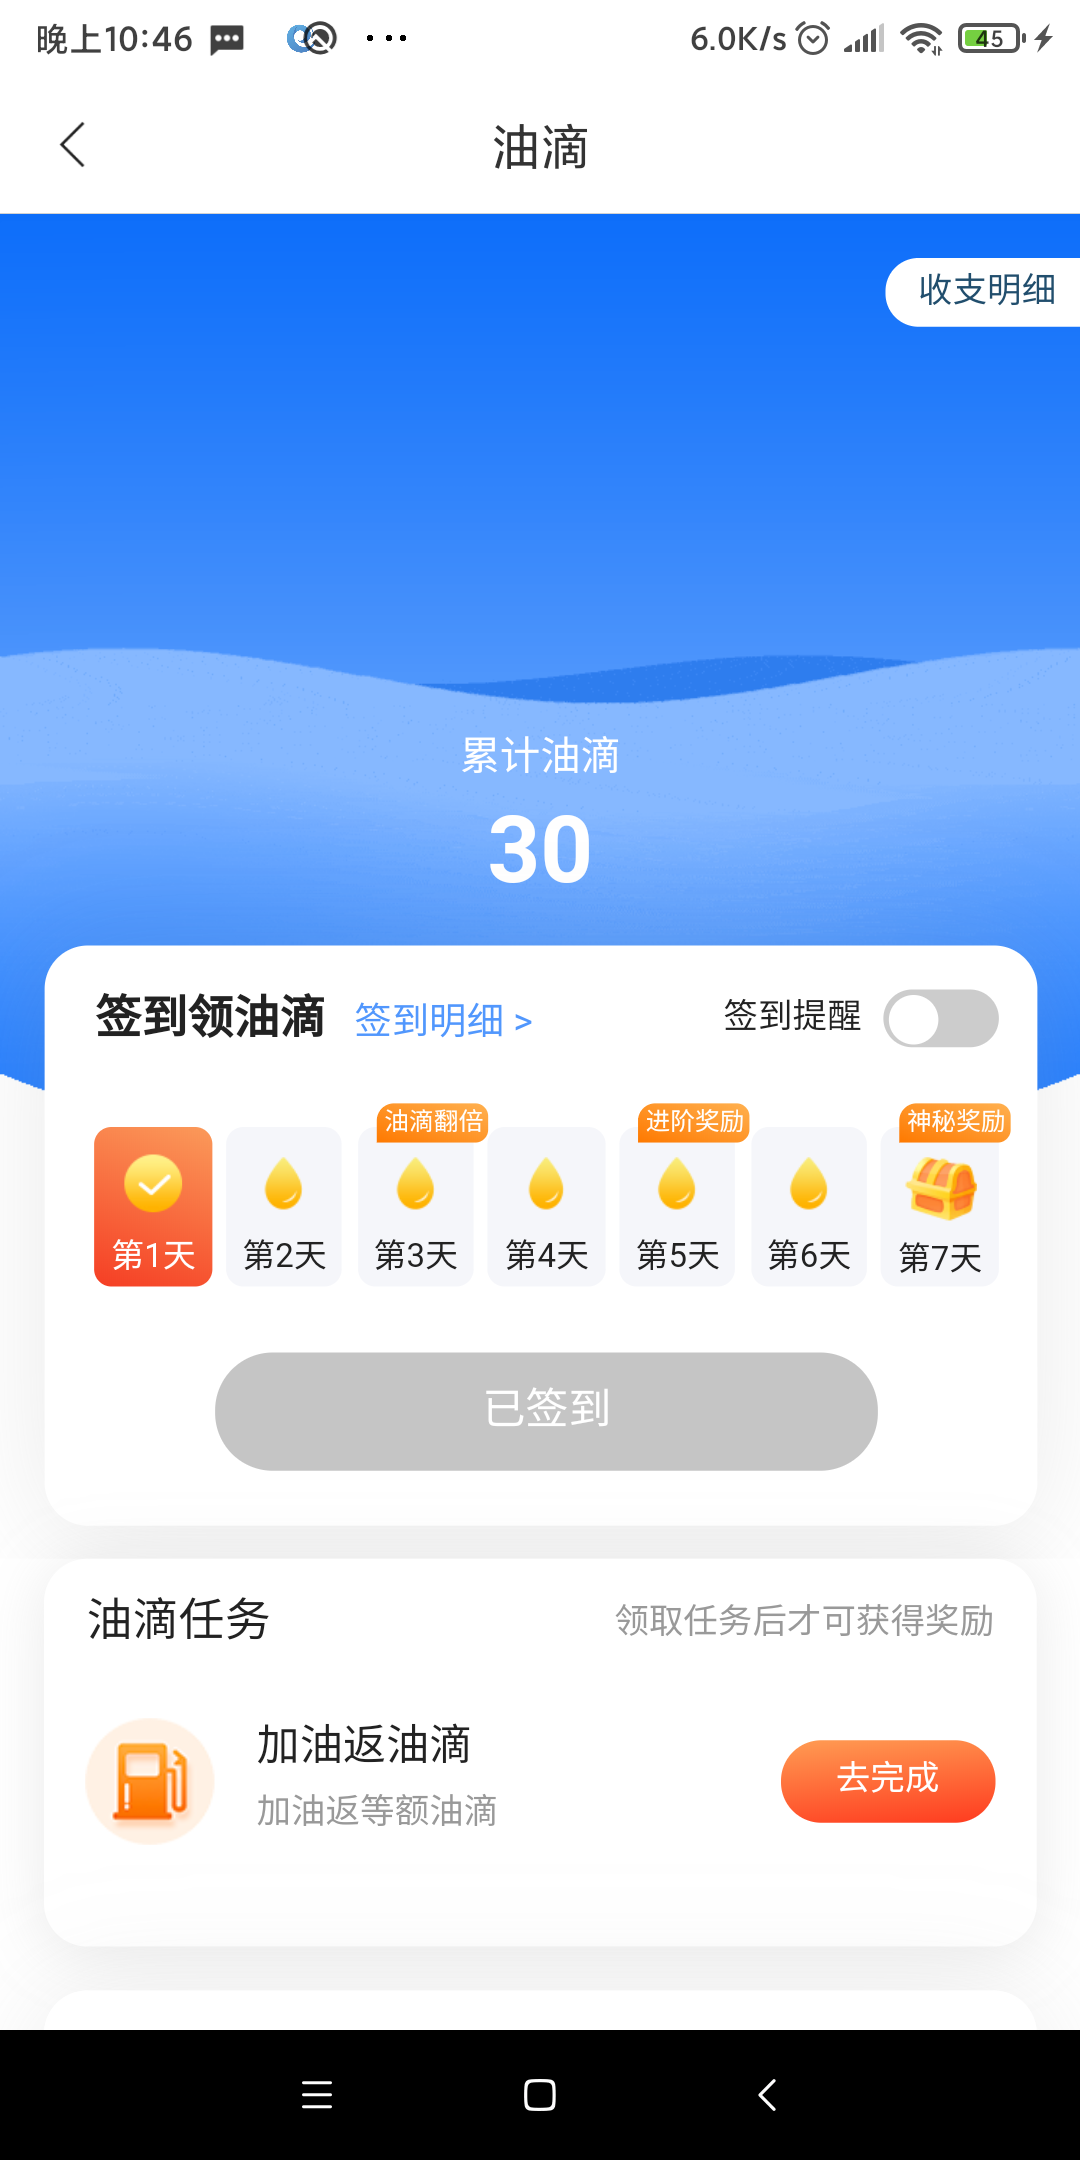 晚上10:46
6.0K/s
45
油滴
收支明细
累计油滴
30
签到领油滴 签到明细 >
签到提醒
油滴翻倍 进阶奖励 神秘奖励
第1天 第2天 第3天 第4天 第5天 第6天 第7天
已签到
油滴任务
领取任务后才可获得奖励
加油返油滴
加油返等额油滴
去完成